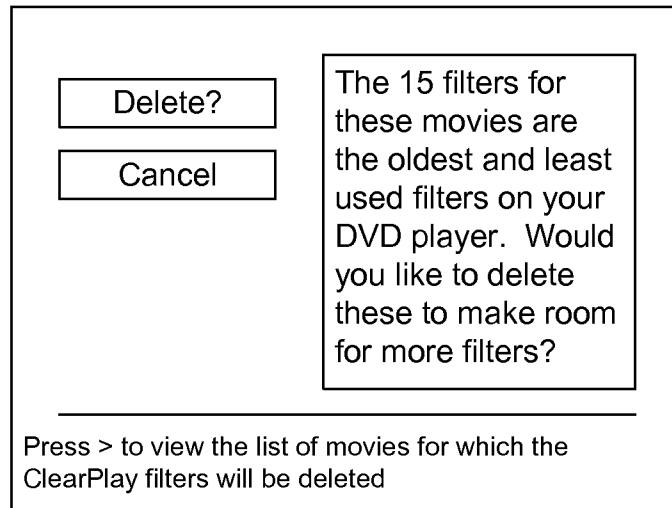 Delete?
Cancel
The 15 filters for
these movies are
the oldest and least
used filters on your
DVD player.  Would
you like to delete
these to make room
for more filters?
Press > to view the list of movies for which the
ClearPlay filters will be deleted